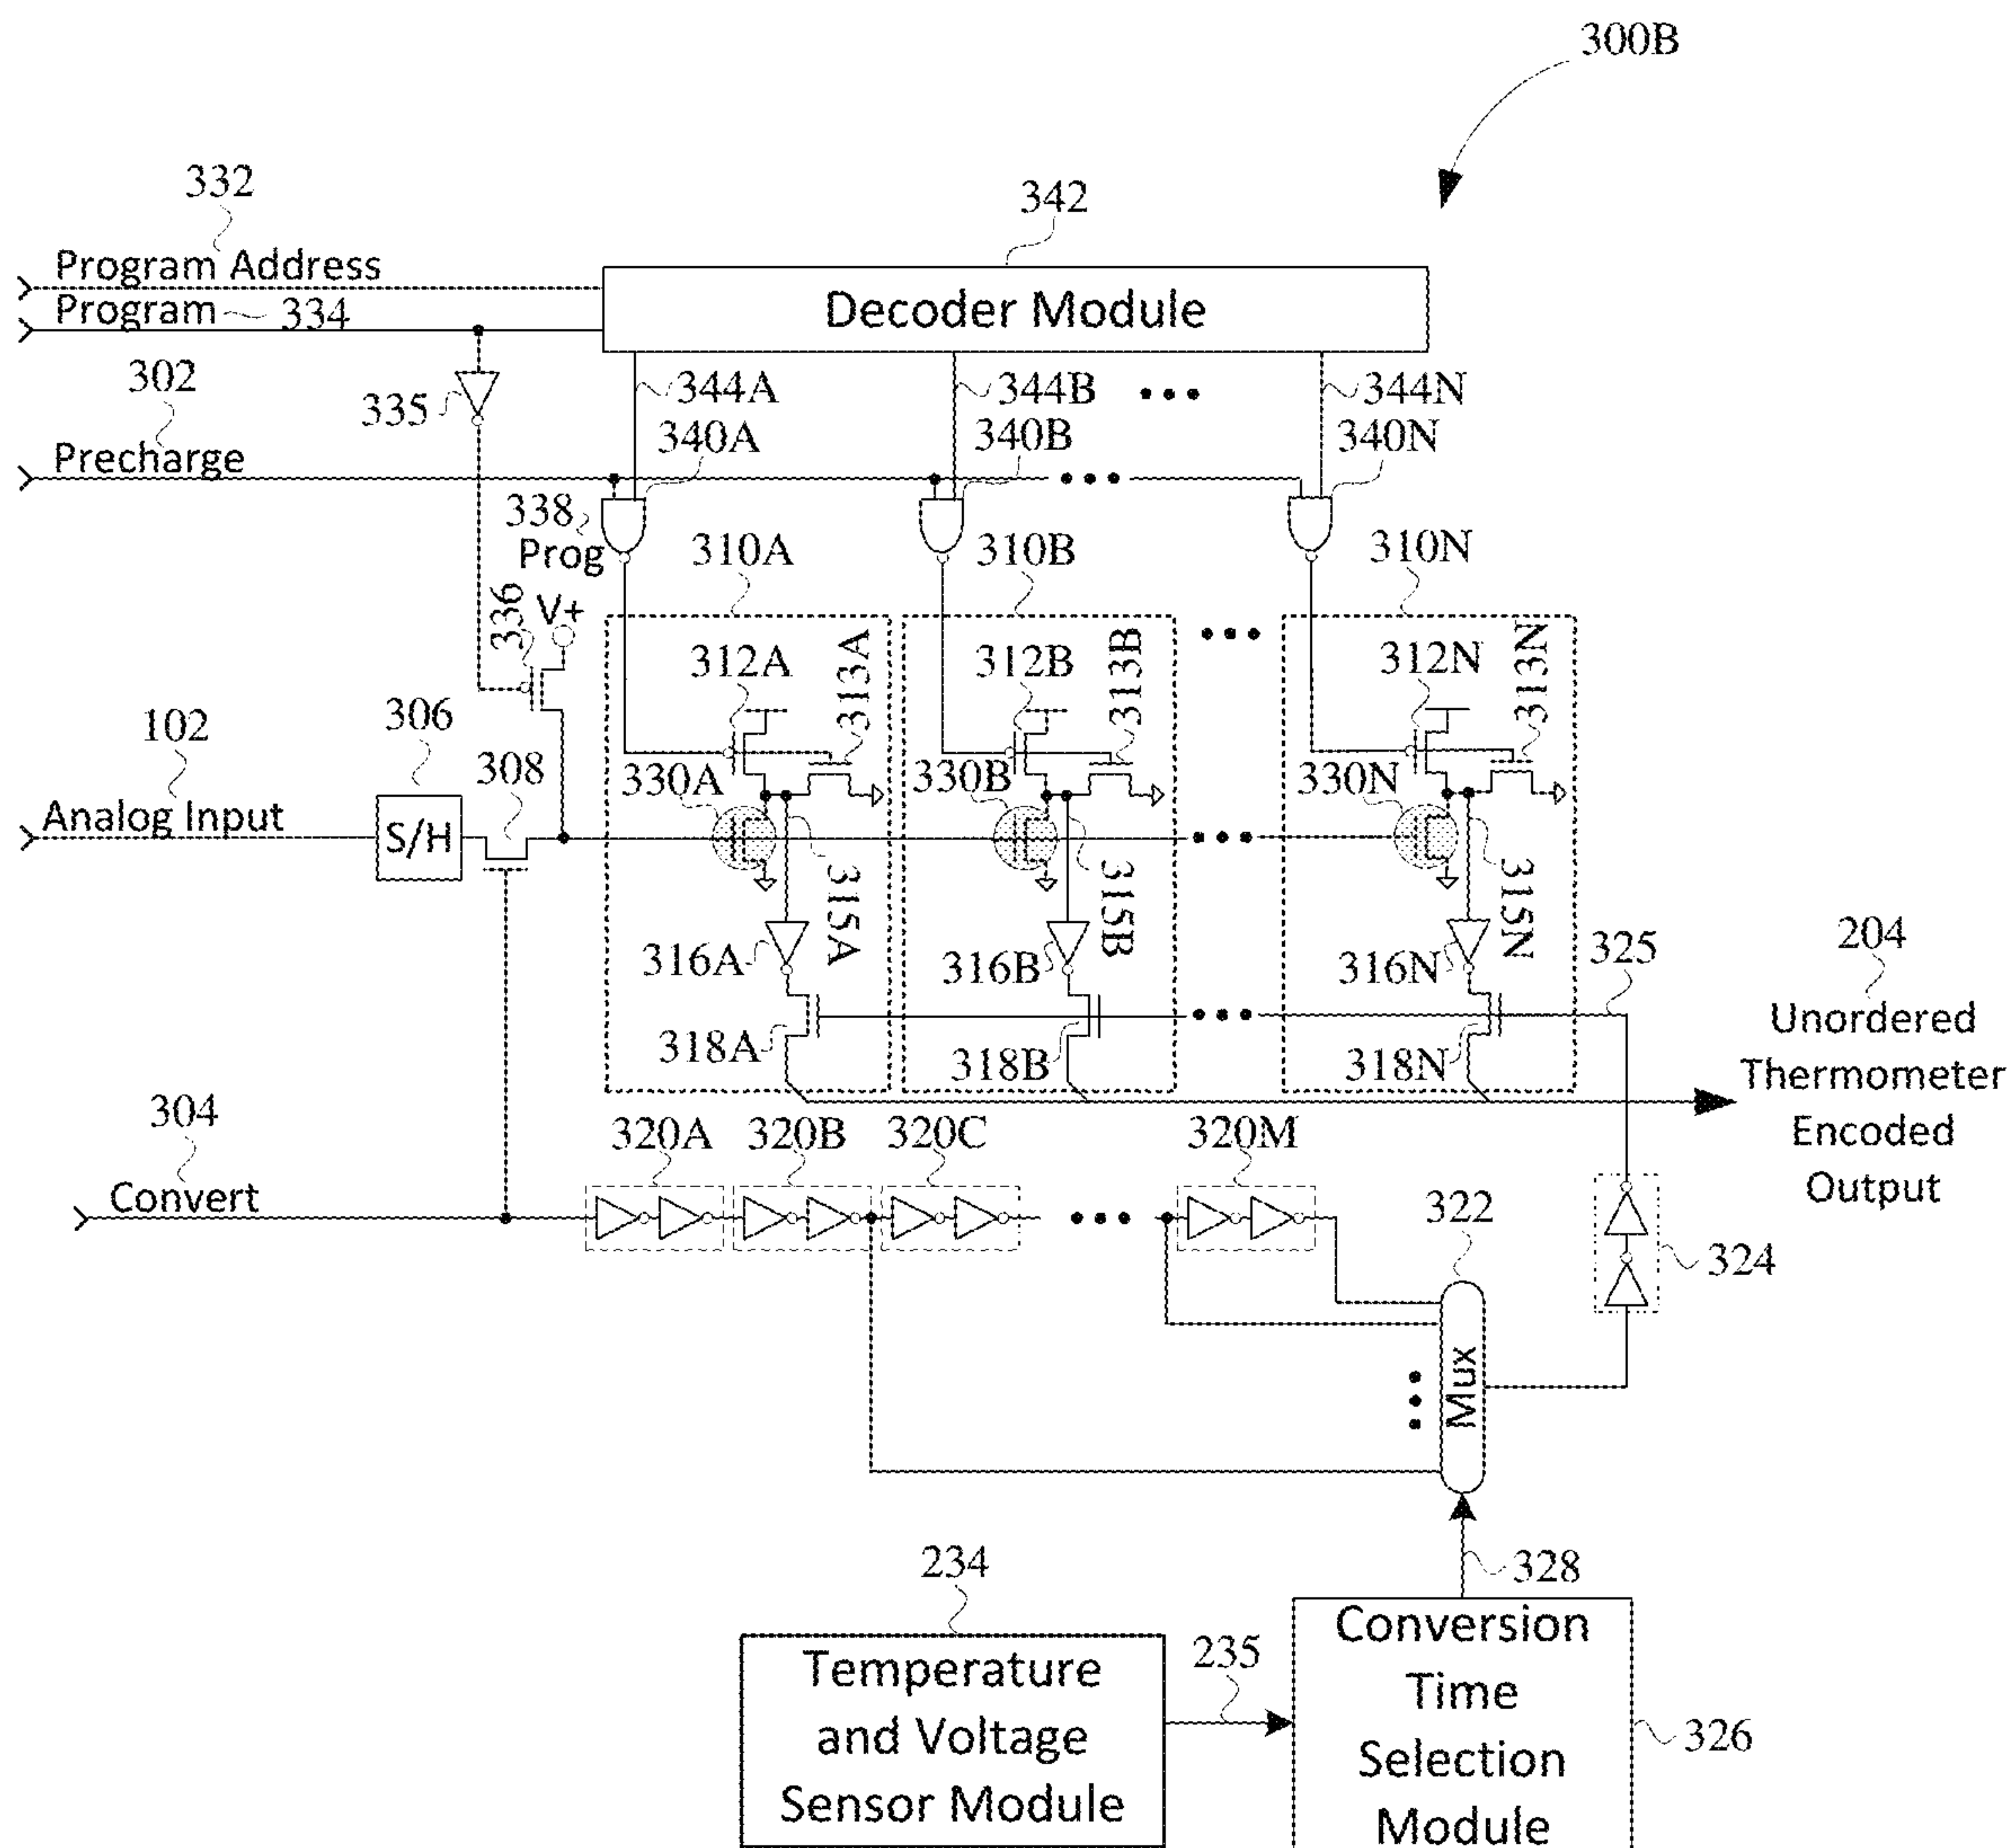 300B
332
342
Program Address
Program 334
Decoder Module
302
335
344A
344B
344N
Precharge
340A
340B
340N
338
Prog
310A
310B
310N
336
V+
312A
313A
312B
313B
312N
313N
102
306
308
330A
330B
330N
Analog Input
S/H
315A
315B
315N
316A
316B
316N
325
204
318A
318B
318N
Unordered
Thermometer
Encoded
Output
304
320A
320B
320C
320M
Convert
322
324
Mux
328
234
Temperature
and Voltage
Sensor Module
235
Conversion
Time
Selection
Module
326